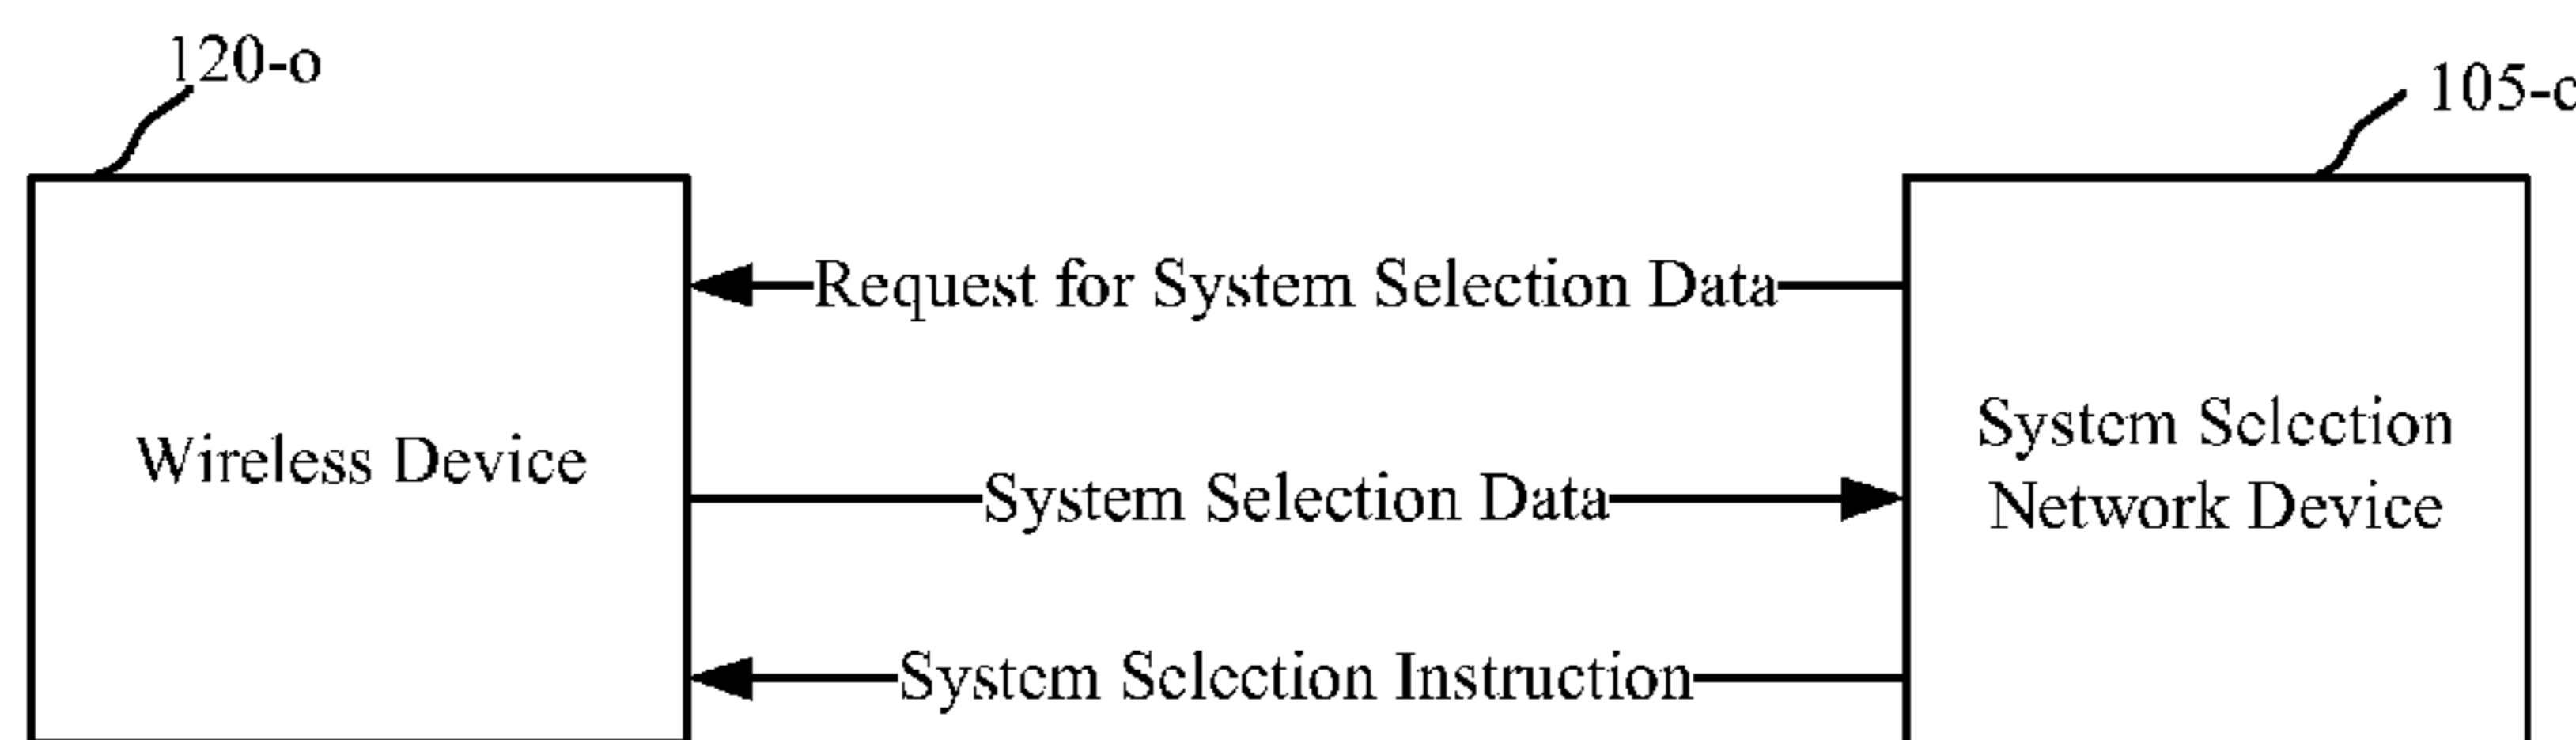 120-o
105-c
Request for System Selection Data
Wireless Device
System Selection
Network Device
System Selection Data
System Selection Instruction